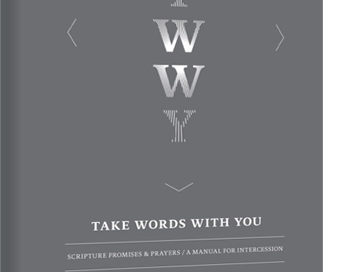 W
W
Y
TAKE WORDS WITH YOU
SCRIPTURE PROMISES & PRAYERS / A MANUAL FOR INTERCESSION